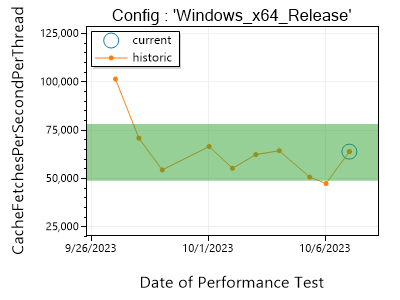 Config : 'Windows_x64_Release'
CacheFetchesPerSecondPerThread
125,000
100,000
75,000
50,000
25,000
current
historic
9/26/2023
10/1/2023
10/6/2023
Date of Performance Test